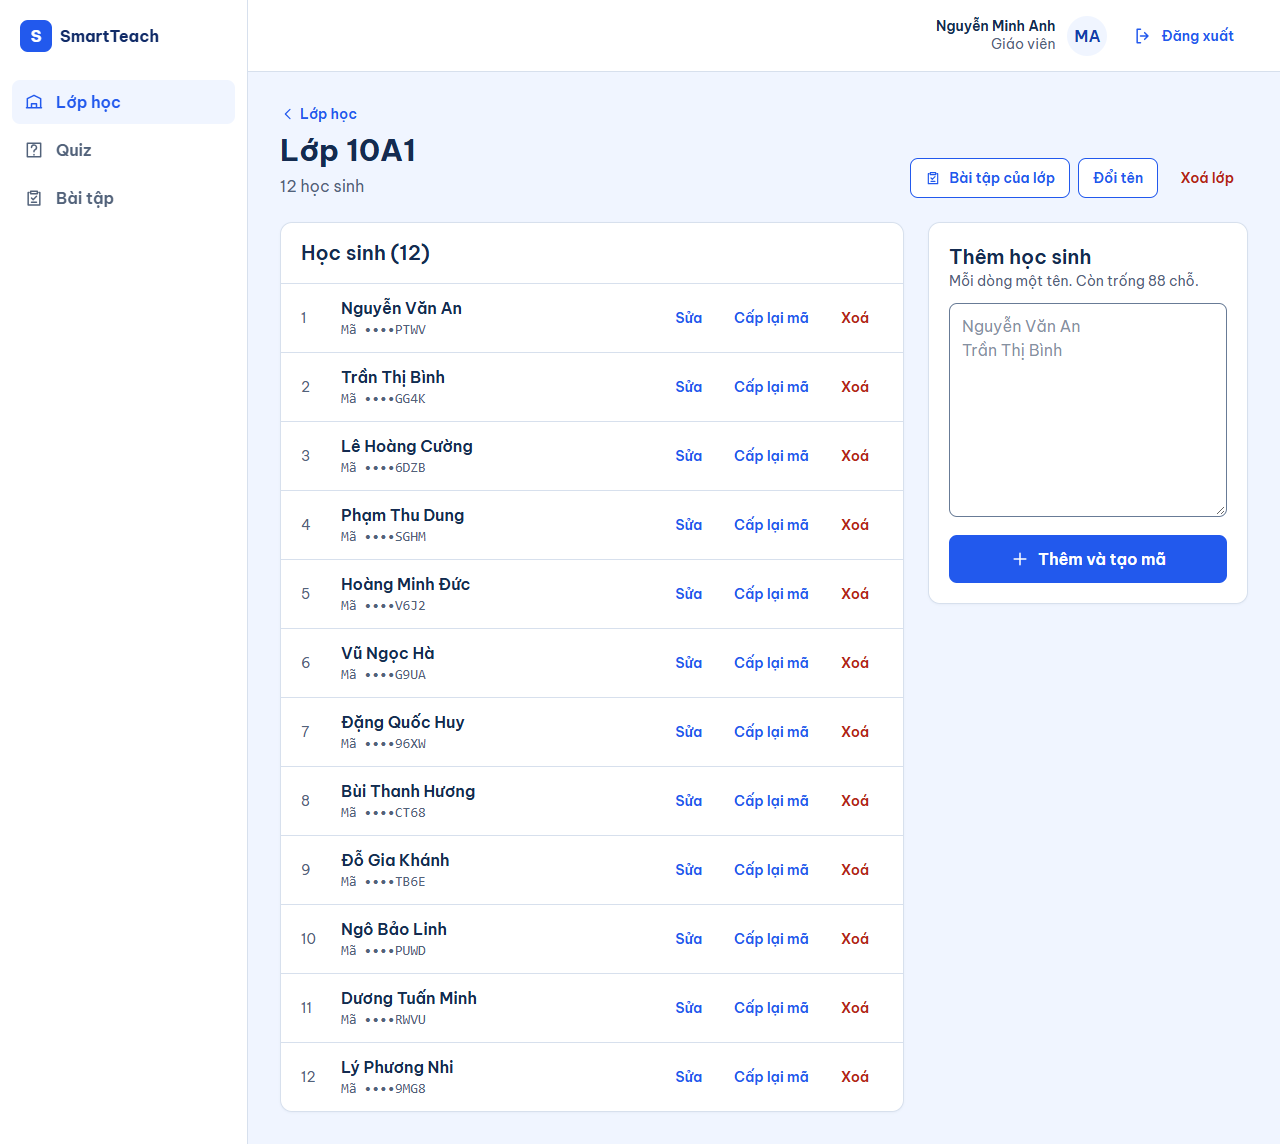 S SmartTeach
Lớp học
Quiz
Bài tập
Nguyễn Minh Anh
Giáo viên
MA
Đăng xuất
Lớp học
Lớp 10A1
12 học sinh
Bài tập của lớp
Đổi tên
Xoá lớp
Học sinh (12)
1 Nguyễn Văn An Sửa Cấp lại mã Xoá
Mã ••••PTWV
2 Trần Thị Bình Sửa Cấp lại mã Xoá
Mã ••••GG4K
3 Lê Hoàng Cường Sửa Cấp lại mã Xoá
Mã ••••6DZB
4 Phạm Thu Dung Sửa Cấp lại mã Xoá
Mã ••••SGHM
5 Hoàng Minh Đức Sửa Cấp lại mã Xoá
Mã ••••V6J2
6 Vũ Ngọc Hà Sửa Cấp lại mã Xoá
Mã ••••G9UA
7 Đặng Quốc Huy Sửa Cấp lại mã Xoá
Mã ••••96XW
8 Bùi Thanh Hương Sửa Cấp lại mã Xoá
Mã ••••CT68
9 Đỗ Gia Khánh Sửa Cấp lại mã Xoá
Mã ••••TB6E
10 Ngô Bảo Linh Sửa Cấp lại mã Xoá
Mã ••••PUWD
11 Dương Tuấn Minh Sửa Cấp lại mã Xoá
Mã ••••RWVU
12 Lý Phương Nhi Sửa Cấp lại mã Xoá
Mã ••••9MG8
Thêm học sinh
Mỗi dòng một tên. Còn trống 88 chỗ.
Nguyễn Văn An
Trần Thị Bình
Thêm và tạo mã